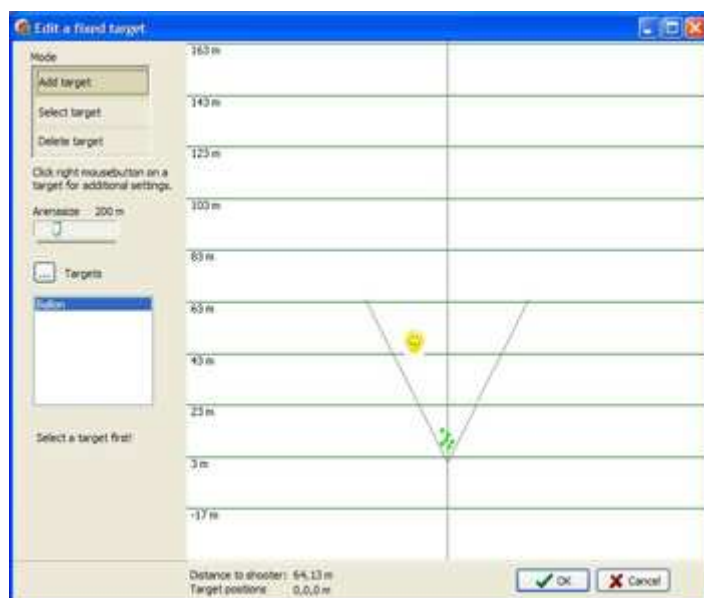 Edit a fixed target
Mode
Add target
Select target
Delete target
Click right mousebutton on a
target for additional settings.
Arenasize 200 m
... Targets
Ballon
Select a target first!
163 m
143 m
123 m
103 m
83 m
63 m
43 m
23 m
3 m
-17 m
Distance to shooter: 64,13 m
Target positions 0,0,0 m
OK
Cancel